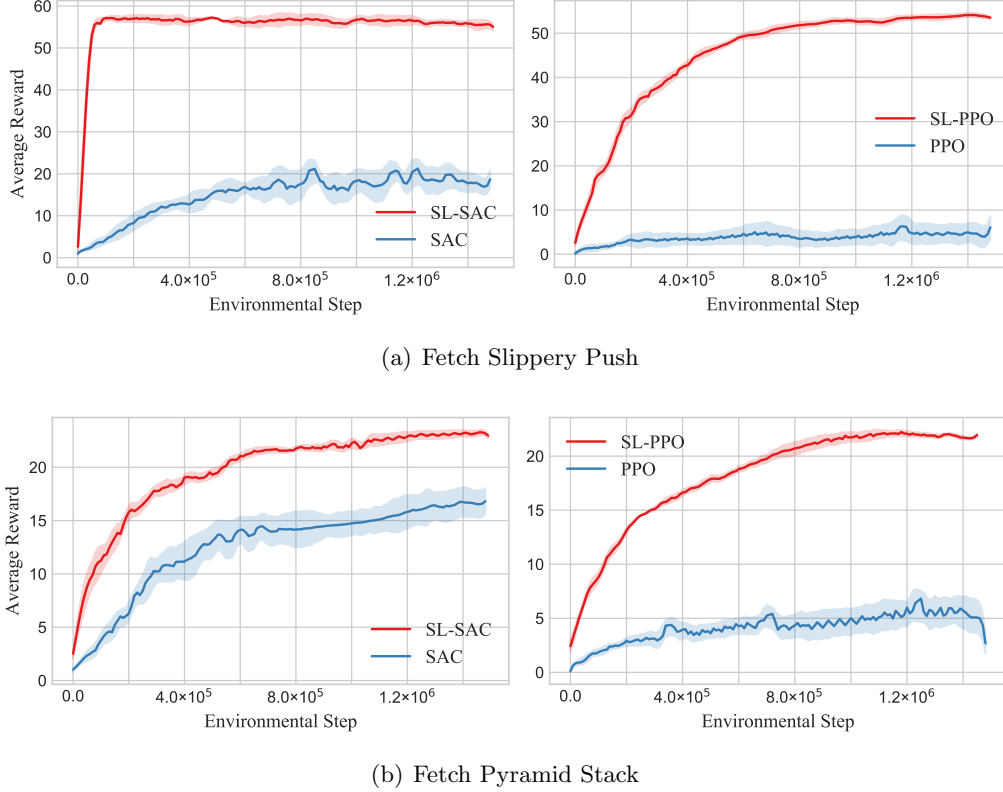 60
50
40
30
20
10
0
Average Reward
0.0
4.0×10⁵
8.0×10⁵
1.2×10⁶
Environmental Step
SL-SAC
SAC
50
40
30
20
10
0
0.0
4.0×10⁵
8.0×10⁵
1.2×10⁶
Environmental Step
SL-PPO
PPO
(a) Fetch Slippery Push
20
15
10
5
0
Average Reward
0.0
4.0×10⁵
8.0×10⁵
1.2×10⁶
Environmental Step
SL-SAC
SAC
20
15
10
5
0
0.0
4.0×10⁵
8.0×10⁵
1.2×10⁶
Environmental Step
SL-PPO
PPO
(b) Fetch Pyramid Stack